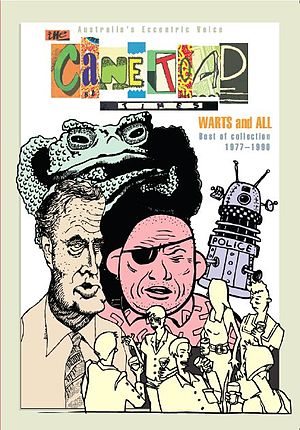 Australia's Eccentric Voice
the
CANE TOAD
TIMES
WARTS and ALL
Best of collection
1977–1990
POLICE